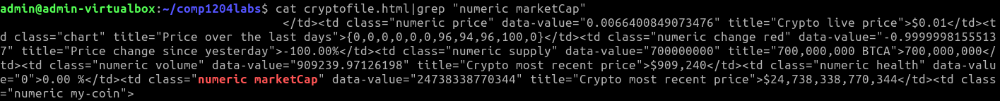 admin@admin-virtualbox:~/comp1204labs$ cat cryptofile.html|grep "numeric marketCap"
</td><td class="numeric price" data-value="0.0066400849073476" title="Crypto live price">$0.01</td><t
d class="chart" title="Price over the last days">{0,0,0,0,0,0,96,94,96,100,0}</td><td class="numeric change red" data-value="-0.9999998155513
7" title="Price change since yesterday">-100.00%</td><td class="numeric supply" data-value="700000000" title="700,000,000 BTCA">700,000,000</
td><td class="numeric volume" data-value="909239.97126198" title="Crypto most recent price">$909,240</td><td class="numeric health" data-valu
e="0">0.00 %</td><td class="numeric marketCap" data-value="24738338770344" title="Crypto most recent price">$24,738,338,770,344</td><td class
="numeric my-coin">